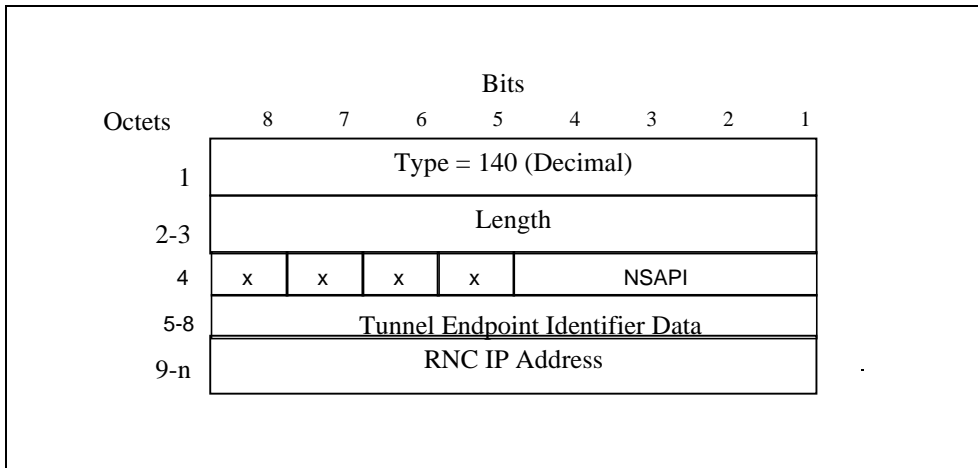 Bits
Octets 8 7 6 5 4 3 2 1
1 Type = 140 (Decimal)
2-3 Length
4 x x x x NSAPI
5-8 Tunnel Endpoint Identifier Data
9-n RNC IP Address .